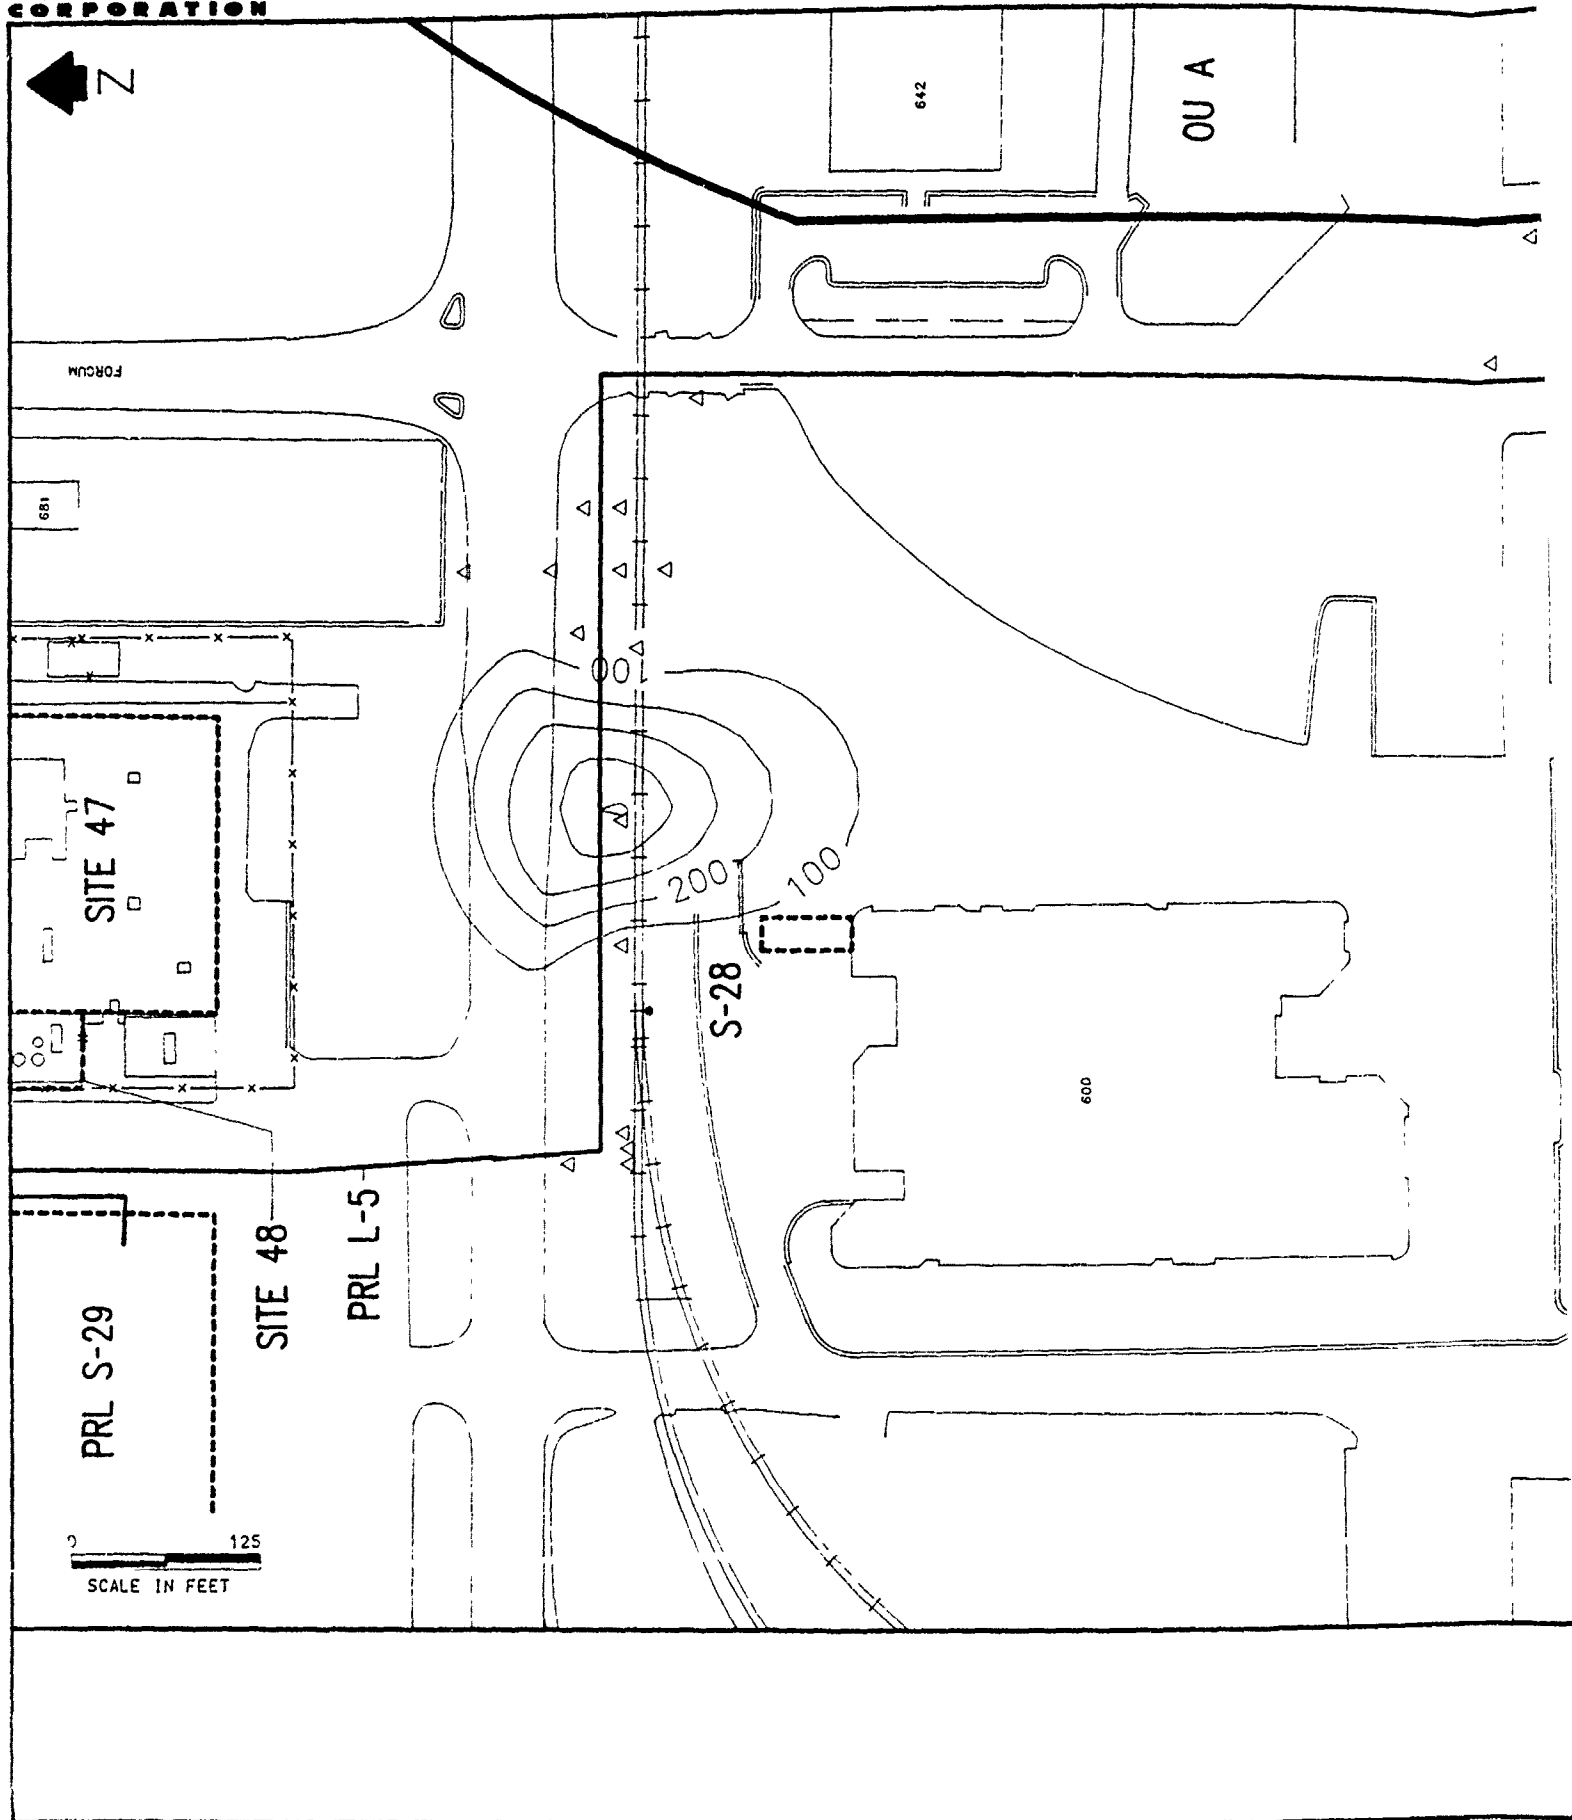 CORPORATION
N
642
OU A
FORCUM
681
00
SITE 47
200
100
S-28
600
SITE 48
PRL L-5
PRL S-29
0 125
SCALE IN FEET